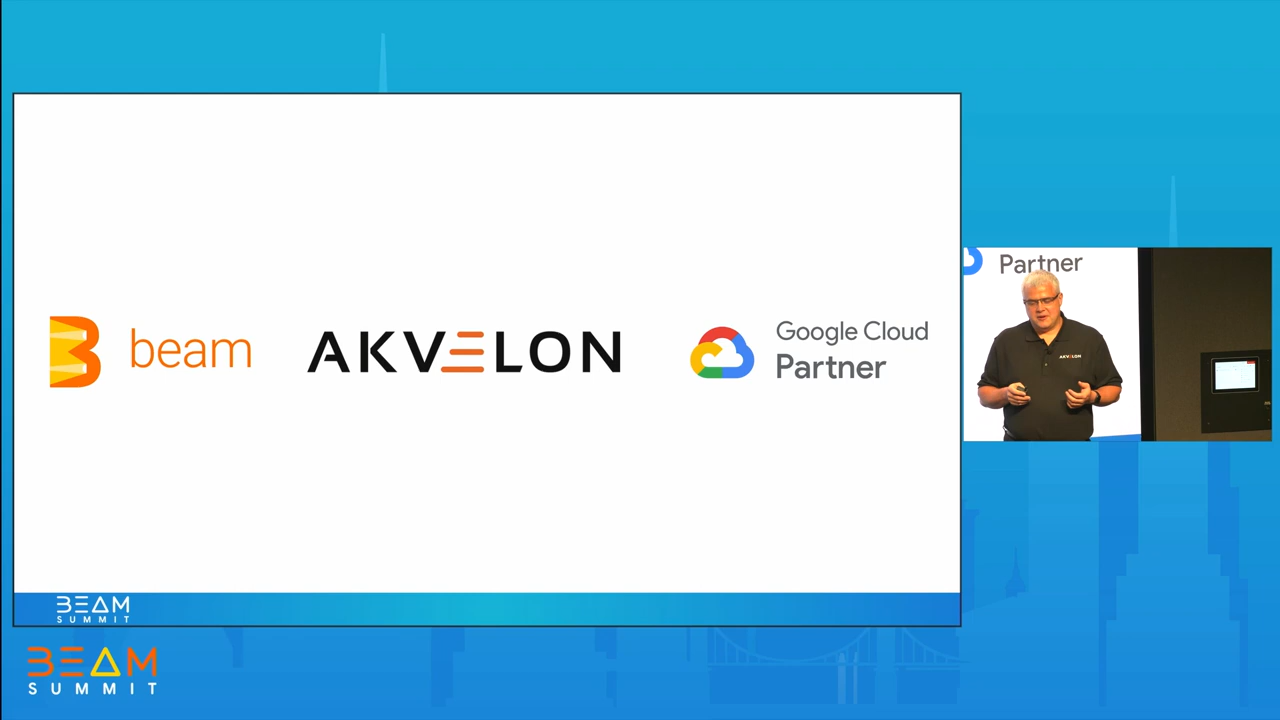 beam
AKVELON
Google Cloud
Partner
BEAM
SUMMIT
Partner
AKVELON
BEAM
SUMMIT